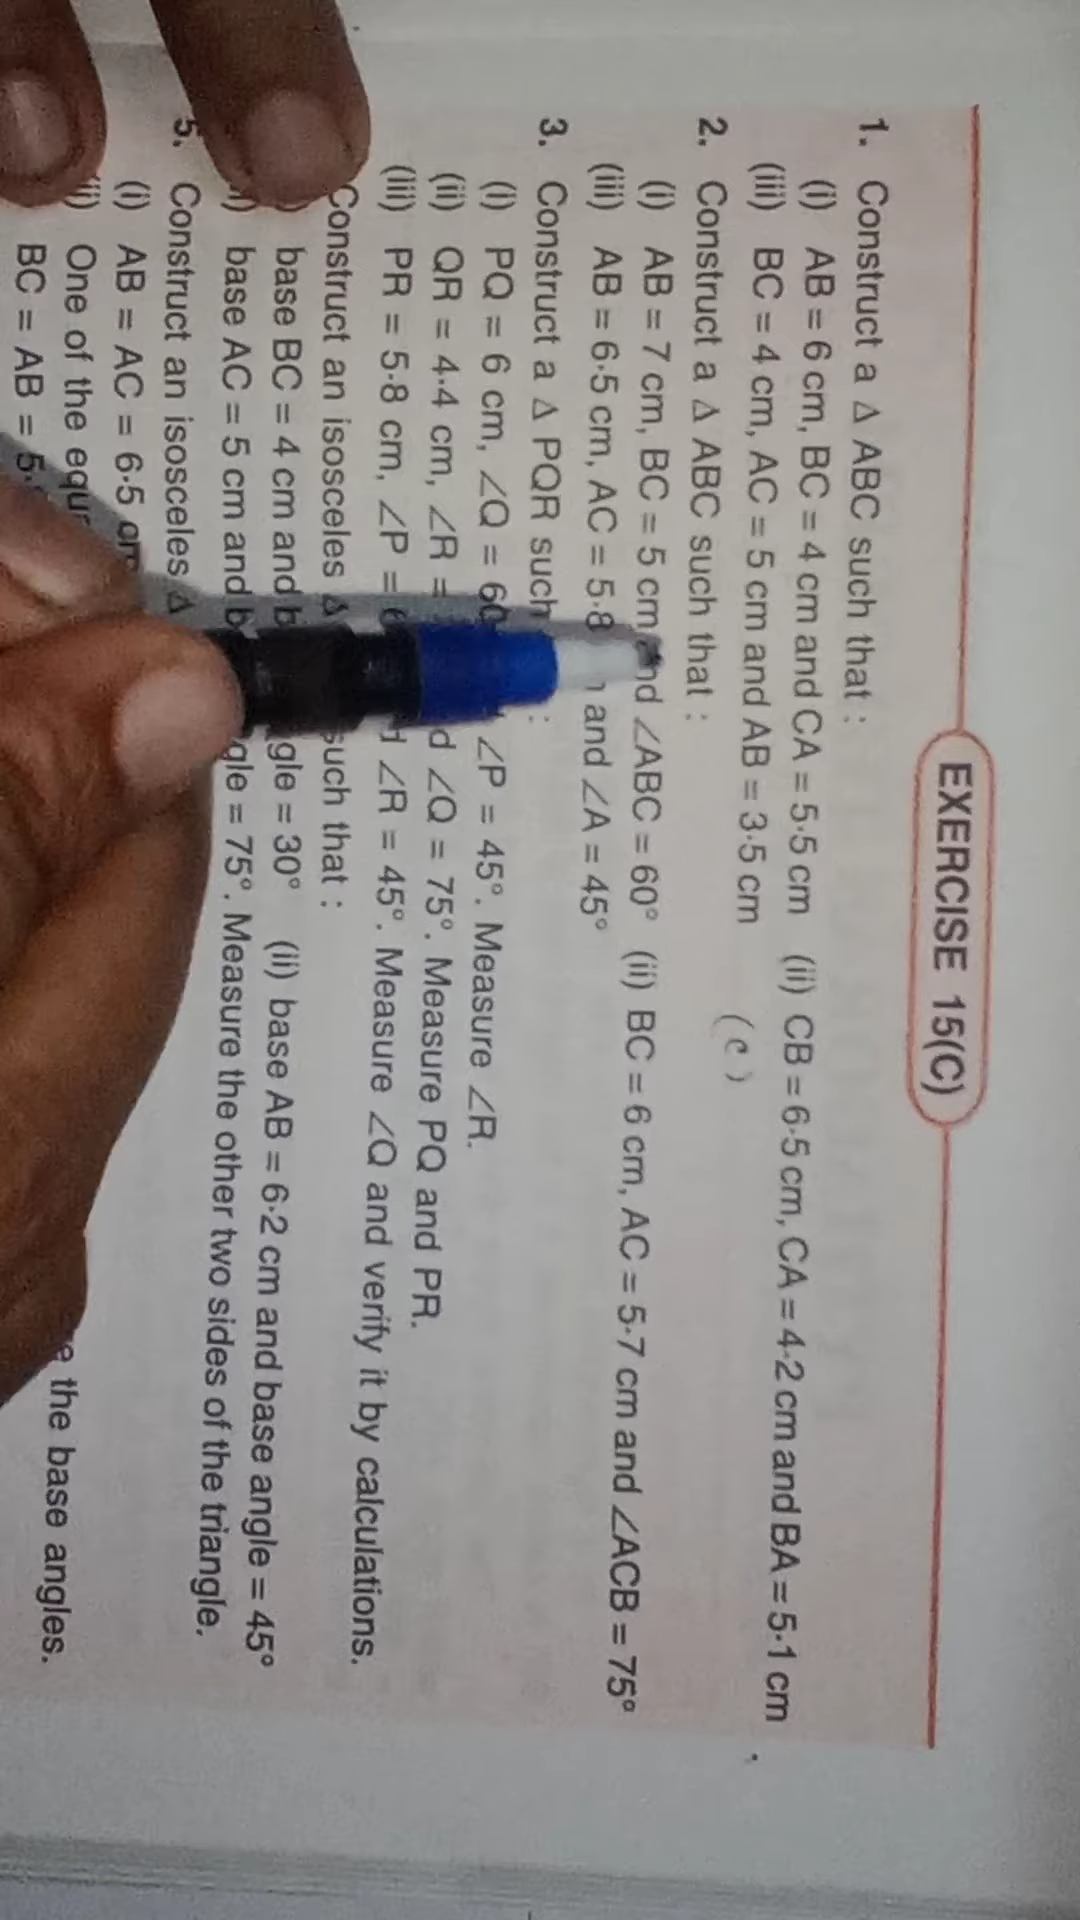 EXERCISE 15(C)
1. Construct a Δ ABC such that :
(i) AB = 6 cm, BC = 4 cm and CA = 5·5 cm (ii) CB = 6·5 cm, CA = 4·2 cm and BA = 5·1 cm
(iii) BC = 4 cm, AC = 5 cm and AB = 3·5 cm
(c)
2. Construct a Δ ABC such that :
(i) AB = 7 cm, BC = 5 cm and ∠ABC = 60° (ii) BC = 6 cm, AC = 5·7 cm and ∠ACB = 75°
(iii) AB = 6·5 cm, AC = 5·8 and ∠A = 45°
3. Construct a Δ PQR such :
(i) PQ = 6 cm, ∠Q = 60 ∠P = 45°. Measure ∠R.
(ii) QR = 4·4 cm, ∠R = ∠Q = 75°. Measure PQ and PR.
(iii) PR = 5·8 cm, ∠P = ∠R = 45°. Measure ∠Q and verify it by calculations.
Construct an isosceles Δ such that :
base BC = 4 cm and = 30° (ii) base AB = 6·2 cm and base angle = 45°
base AC = 5 cm and = 75°. Measure the other two sides of the triangle.
5. Construct an isosceles Δ
(i) AB = AC = 6·5
(ii) One of the the base angles.
BC = AB =